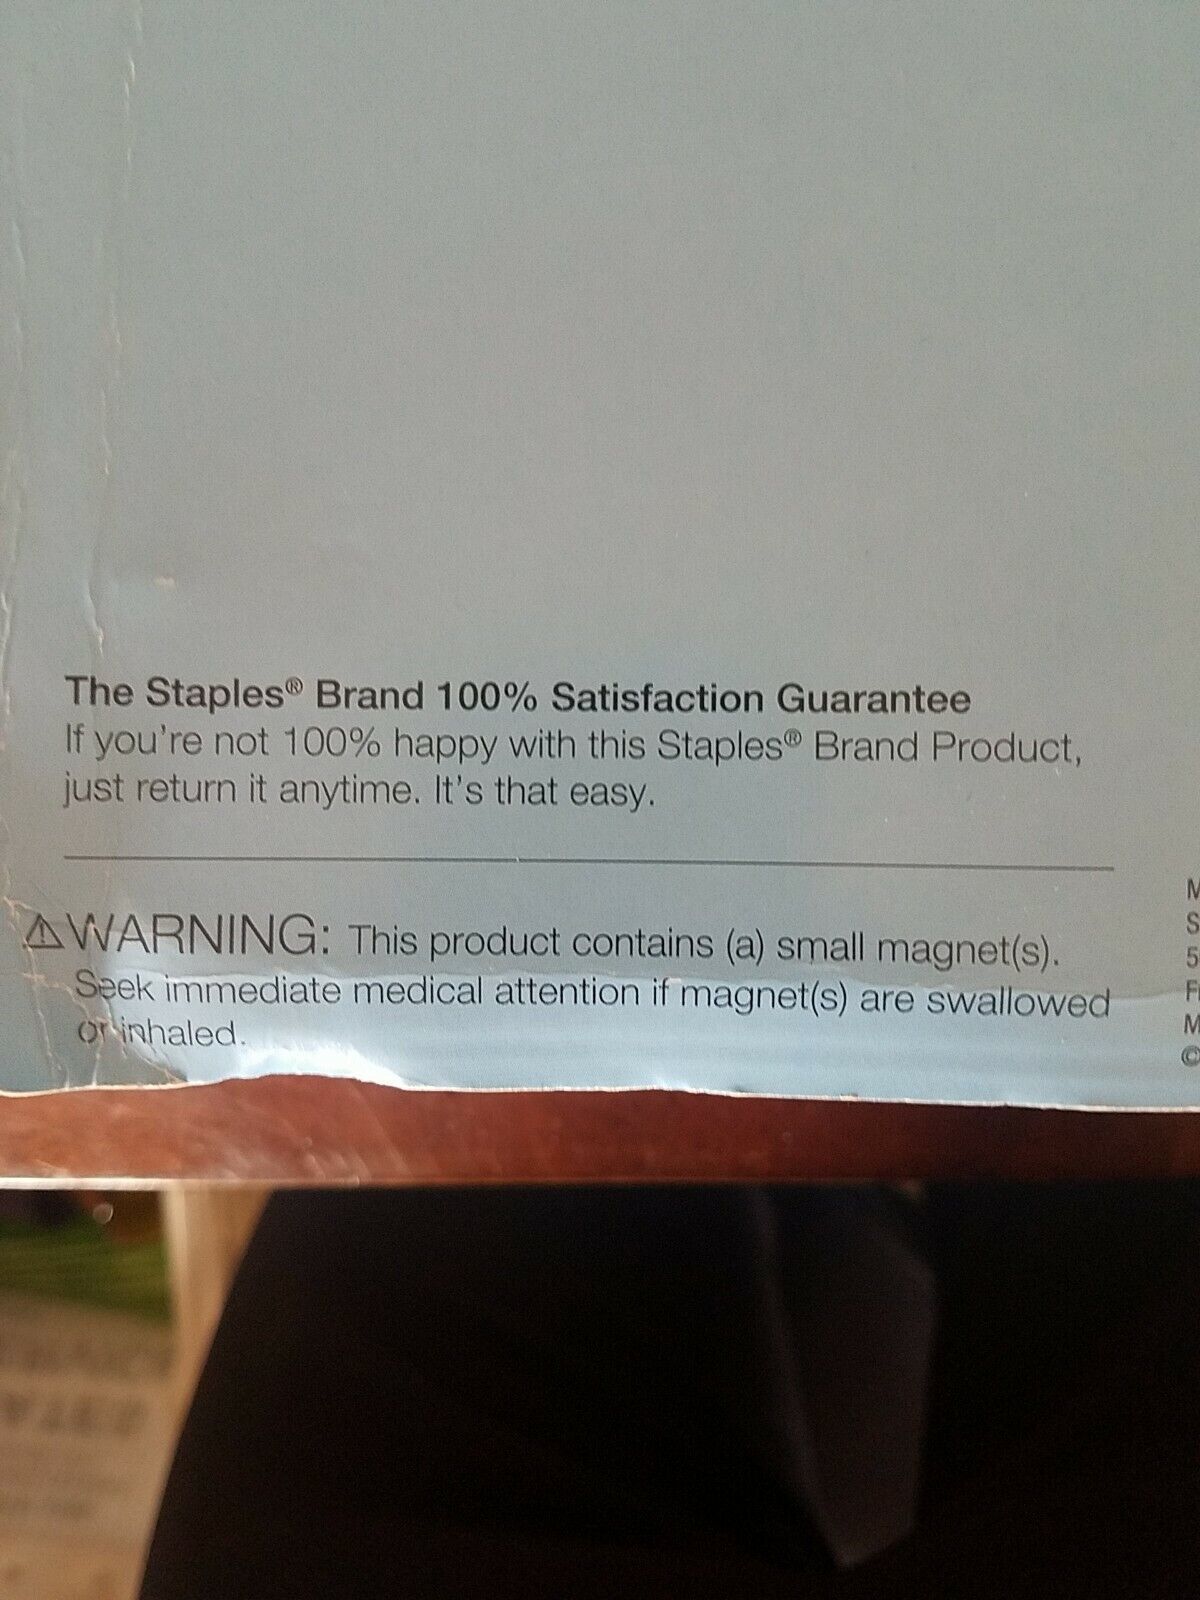 The Staples® Brand 100% Satisfaction Guarantee
If you're not 100% happy with this Staples® Brand Product,
just return it anytime. It's that easy.
⚠WARNING: This product contains (a) small magnet(s).
Seek immediate medical attention if magnet(s) are swallowed
or inhaled.